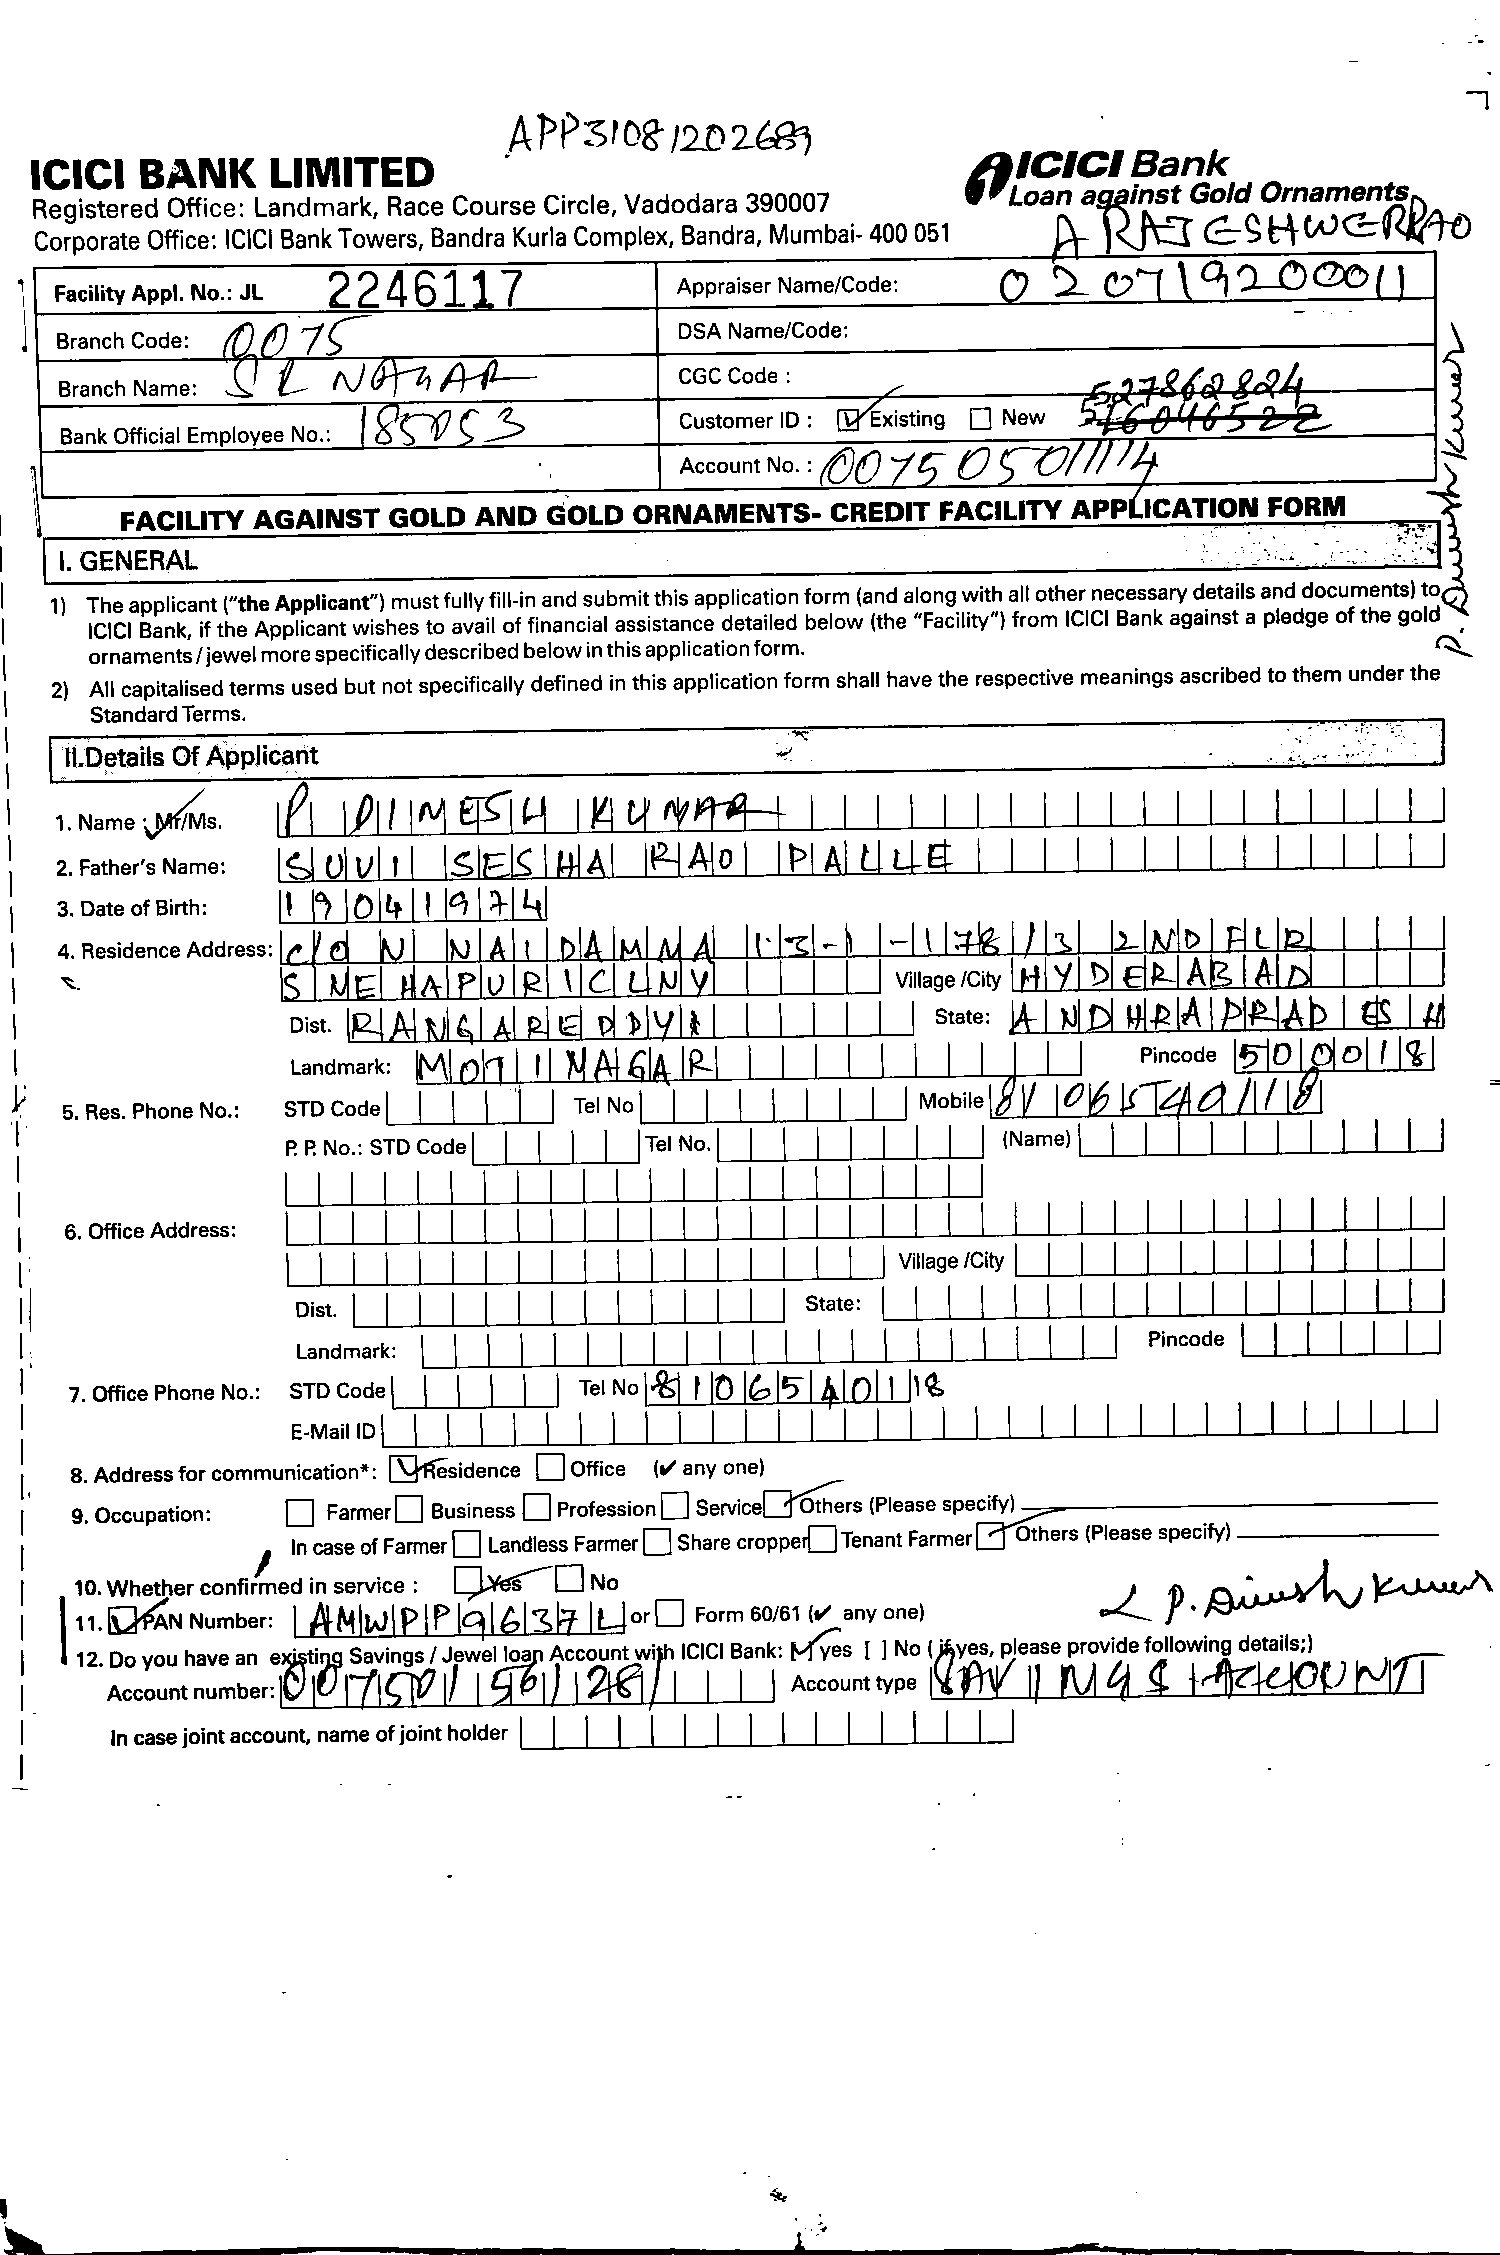 APP31081202689
ICICI BANK LIMITED
Registered Office: Landmark, Race Course Circle, Vadodara 390007
Corporate Office: ICICI Bank Towers, Bandra Kurla Complex, Bandra, Mumbai- 400 051
ICICI Bank
Loan against Gold Ornaments
A RAJESHWERRAO
Facility Appl. No.: JL 2246117
Appraiser Name/Code: 020719200011
Branch Code: 0075
DSA Name/Code:
Branch Name: S R NAGAR
CGC Code :
527862824
Bank Official Employee No.: 185053
Customer ID : Existing New 516046522
Account No. : 007505011114
P. Dinesh Kumar
FACILITY AGAINST GOLD AND GOLD ORNAMENTS- CREDIT FACILITY APPLICATION FORM
I. GENERAL
1) The applicant ("the Applicant") must fully fill-in and submit this application form (and along with all other necessary details and documents) to
ICICI Bank, if the Applicant wishes to avail of financial assistance detailed below (the "Facility") from ICICI Bank against a pledge of the gold
ornaments / jewel more specifically described below in this application form.
2) All capitalised terms used but not specifically defined in this application form shall have the respective meanings ascribed to them under the
Standard Terms.
II.Details Of Applicant
1. Name : Mr/Ms. P DINESH KUMAR
2. Father's Name: SUVI SESHA RAO PALLE
3. Date of Birth: 19041974
4. Residence Address: C/O N NAIDAMMA 13-1-178/3 2ND FLR
SNEHAPURI CLNY Village /City HYDERABAD
Dist. RANGAREDDY State: ANDHRAPRADESH
Landmark: MOTI NAGAR Pincode 500018
5. Res. Phone No.: STD Code Tel No Mobile 8106540118
P. P. No.: STD Code Tel No. (Name)
6. Office Address:
Village /City
Dist. State:
Landmark: Pincode
7. Office Phone No.: STD Code Tel No 8106540118
E-Mail ID
8. Address for communication*: Residence Office (✔ any one)
9. Occupation: Farmer Business Profession Service Others (Please specify)
In case of Farmer Landless Farmer Share cropper Tenant Farmer Others (Please specify)
10. Whether confirmed in service : Yes No
11. PAN Number: AMWPP9637L or Form 60/61 (✔ any one)
P. Dinesh Kumar
12. Do you have an existing Savings / Jewel loan Account with ICICI Bank: [✓] yes [ ] No ( if yes, please provide following details;)
Account number: 007501561281 Account type SAVINGS ACCOUNT
In case joint account, name of joint holder